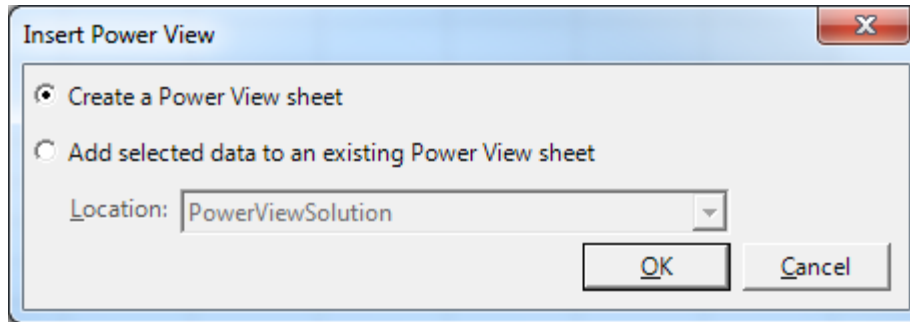 Insert Power View
Create a Power View sheet
Add selected data to an existing Power View sheet
Location: PowerViewSolution
OK Cancel